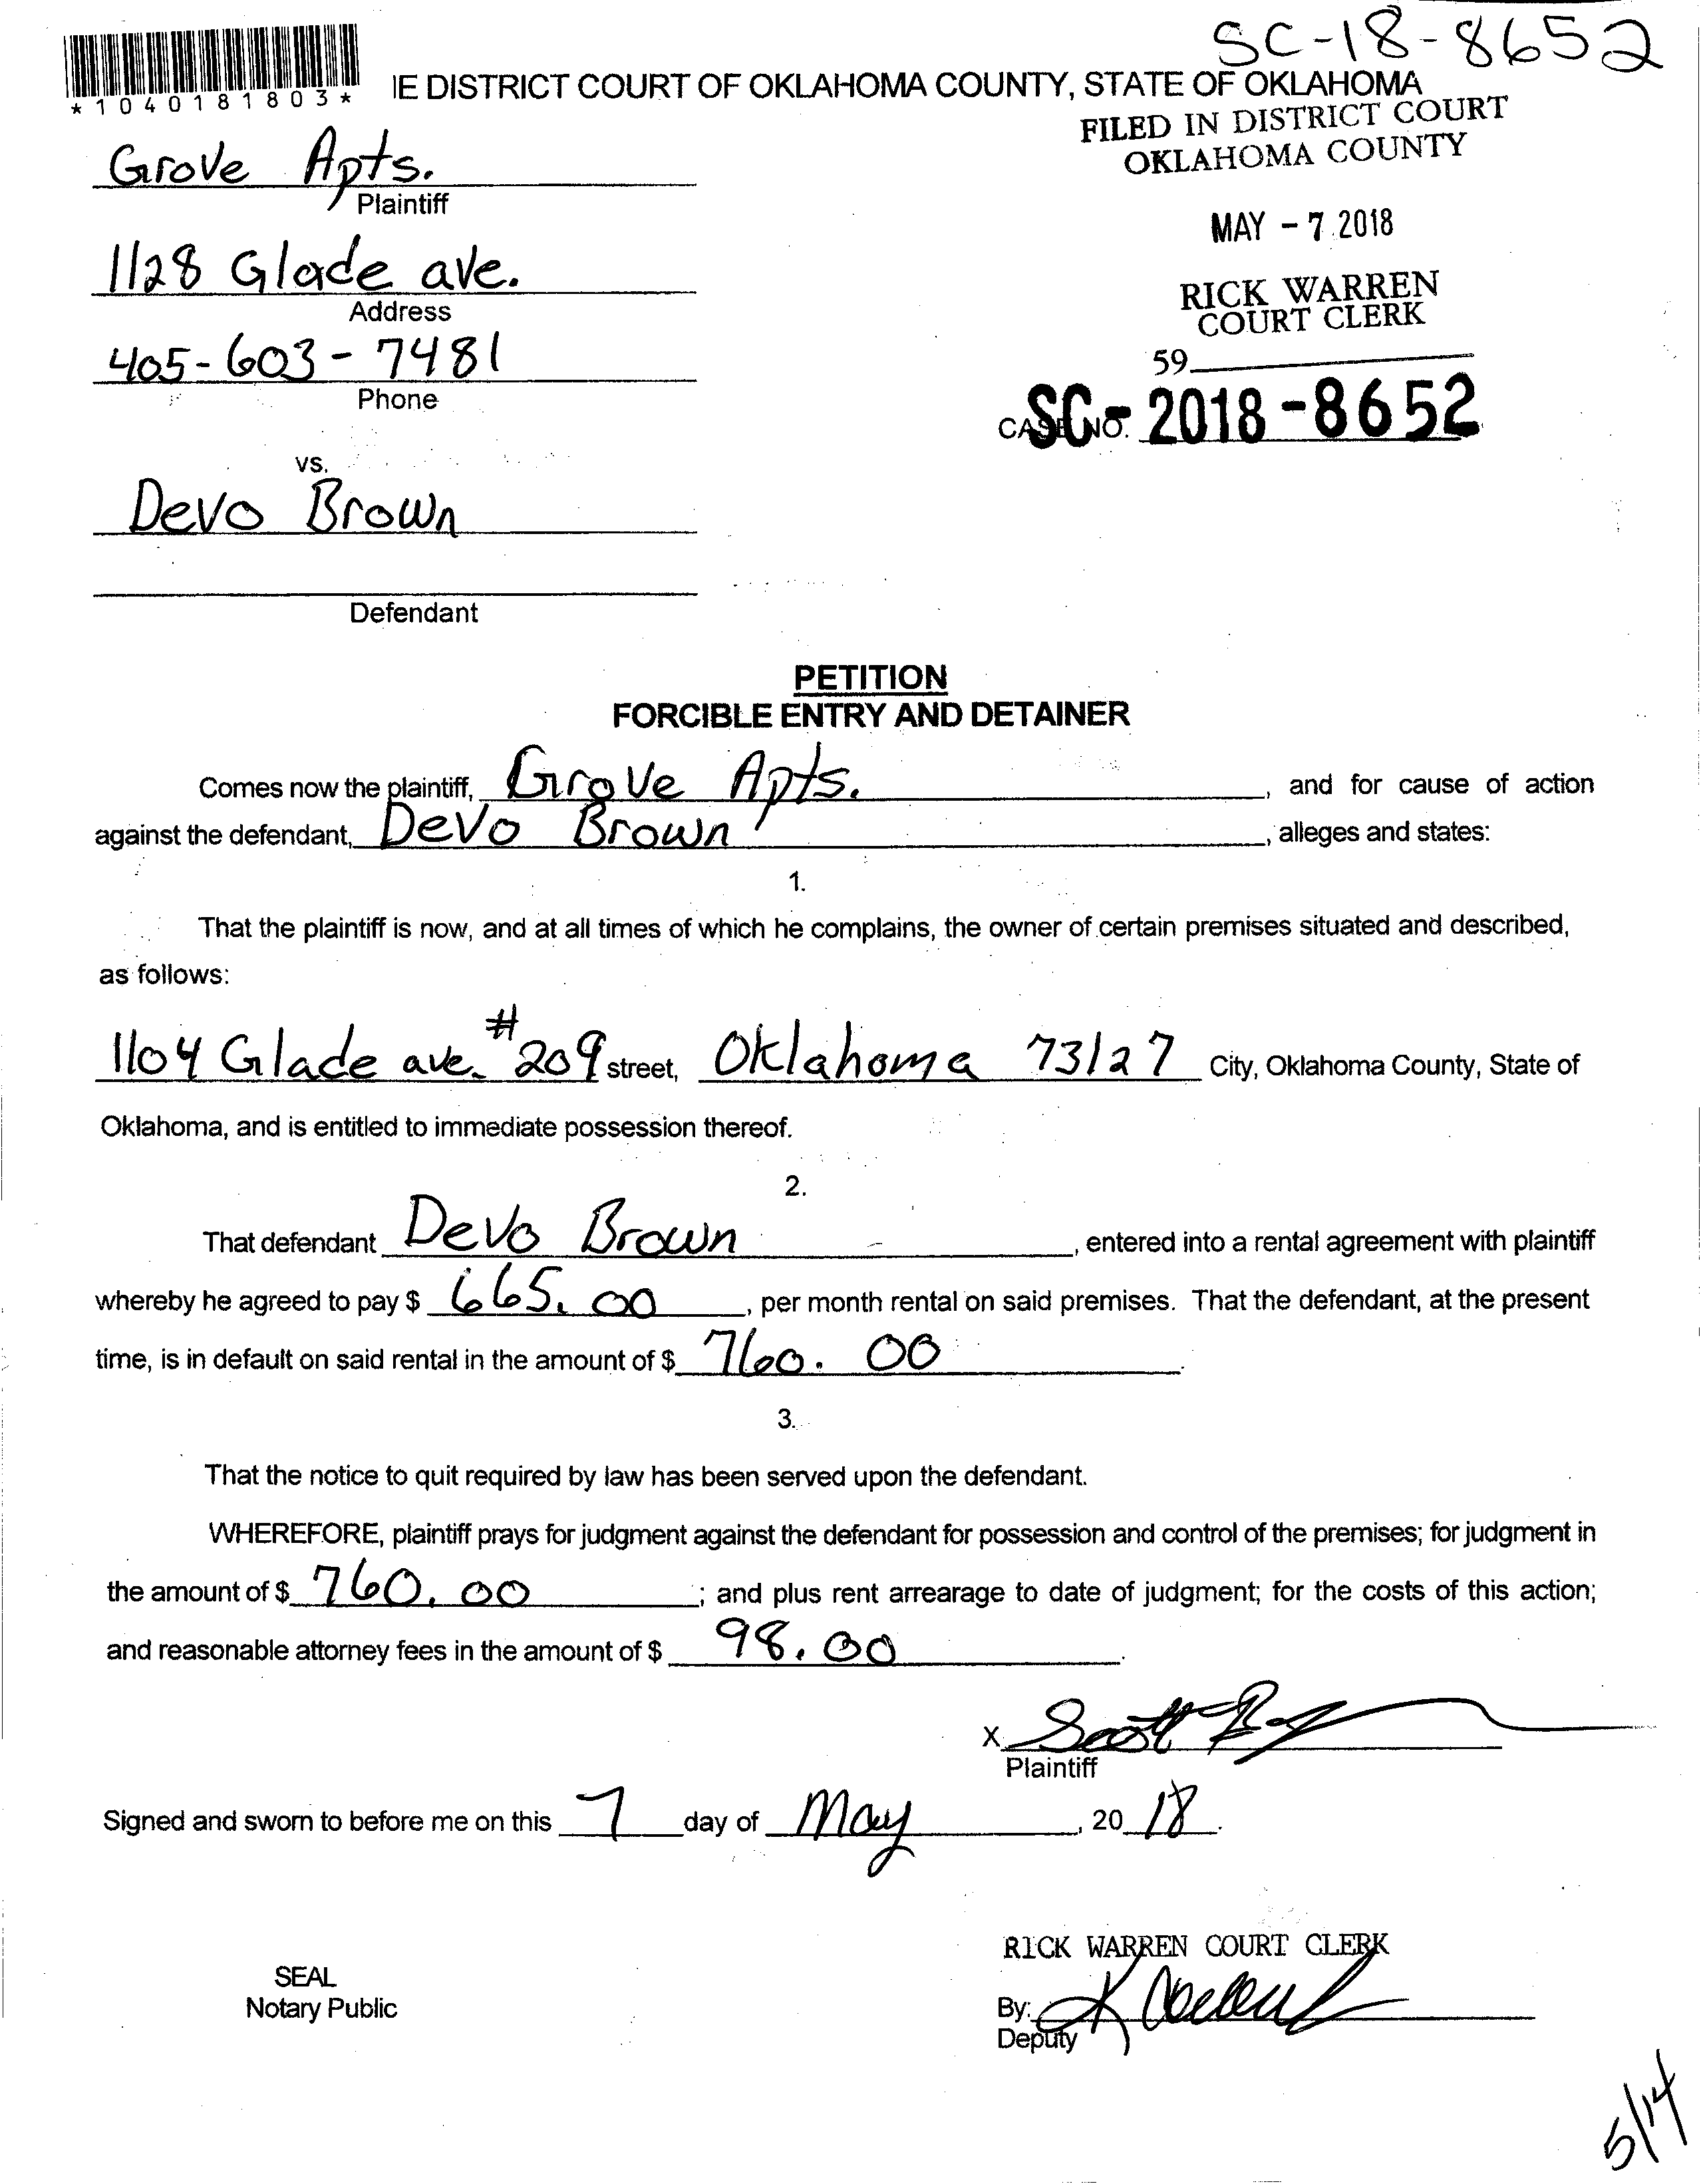 SC-18-8652
*1040181803*
IE DISTRICT COURT OF OKLAHOMA COUNTY, STATE OF OKLAHOMA
FILED IN DISTRICT COURT
OKLAHOMA COUNTY
Grove Apts.
Plaintiff
MAY - 7 2018
1128 Glade ave.
Address
RICK WARREN
COURT CLERK
405-603-7481
Phone
59
CASE NO. SC-2018-8652
vs.
Devo Brown
Defendant
PETITION
FORCIBLE ENTRY AND DETAINER
Comes now the plaintiff, Grove Apts., and for cause of action
against the defendant, Devo Brown, alleges and states:
1.
That the plaintiff is now, and at all times of which he complains, the owner of certain premises situated and described,
as follows:
1104 Glade ave. #209 street, Oklahoma 73127 City, Oklahoma County, State of
Oklahoma, and is entitled to immediate possession thereof.
2.
That defendant Devo Brown, entered into a rental agreement with plaintiff
whereby he agreed to pay $ 665.00, per month rental on said premises. That the defendant, at the present
time, is in default on said rental in the amount of $ 760.00.
3.
That the notice to quit required by law has been served upon the defendant.
WHEREFORE, plaintiff prays for judgment against the defendant for possession and control of the premises; for judgment in
the amount of $ 760.00; and plus rent arrearage to date of judgment; for the costs of this action;
and reasonable attorney fees in the amount of $ 98.00.
X Scott
Plaintiff
Signed and sworn to before me on this 7 day of May, 2018.
RICK WARREN COURT CLERK
SEAL
Notary Public
By: K
Deputy
5/14